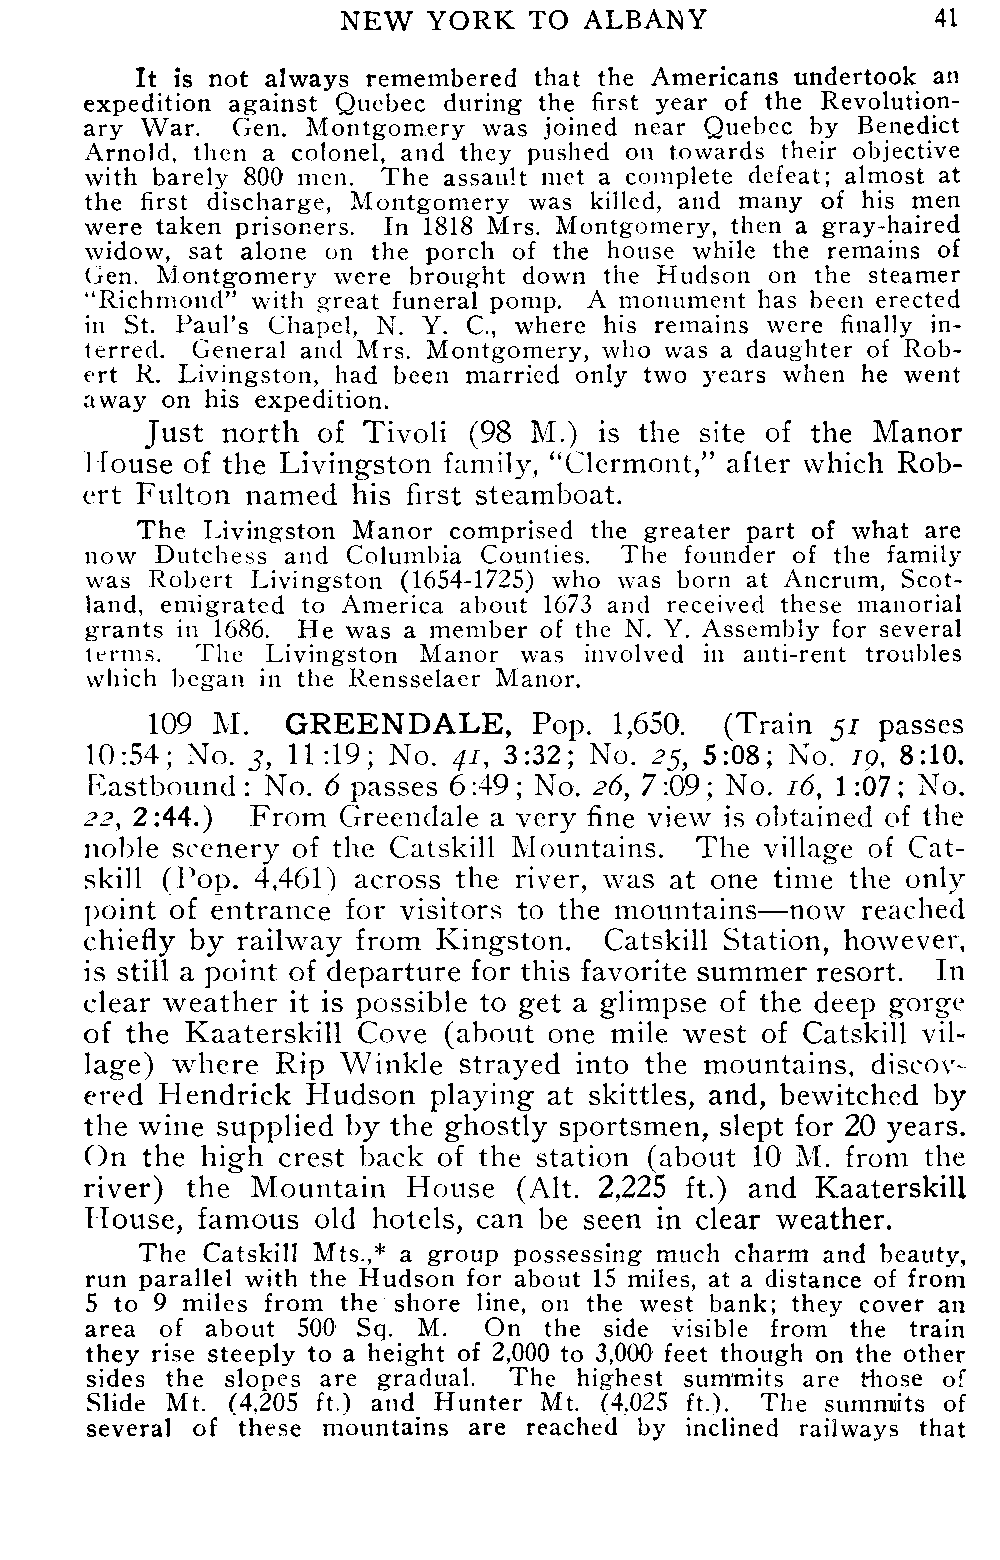 NEW YORK TO ALBANY 41
It is not always remembered that the Americans undertook an
expedition against Quebec during the first year of the Revolution-
ary War. Gen. Montgomery was joined near Quebec by Benedict
Arnold, then a colonel, and they pushed on towards their objective
with barely 800 men. The assault met a complete defeat; almost at
the first discharge, Montgomery was killed, and many of his men
were taken prisoners. In 1818 Mrs. Montgomery, then a gray-haired
widow, sat alone on the porch of the house while the remains of
Gen. Montgomery were brought down the Hudson on the steamer
"Richmond" with great funeral pomp. A monument has been erected
in St. Paul's Chapel, N. Y. C., where his remains were finally in-
terred. General and Mrs. Montgomery, who was a daughter of Rob-
ert R. Livingston, had been married only two years when he went
away on his expedition.
Just north of Tivoli (98 M.) is the site of the Manor
House of the Livingston family, "Clermont," after which Rob-
ert Fulton named his first steamboat.
The Livingston Manor comprised the greater part of what are
now Dutchess and Columbia Counties. The founder of the family
was Robert Livingston (1654-1725) who was born at Ancrum, Scot-
land, emigrated to America about 1673 and received these manorial
grants in 1686. He was a member of the N. Y. Assembly for several
terms. The Livingston Manor was involved in anti-rent troubles
which began in the Rensselaer Manor.
109 M. GREENDALE, Pop. 1,650. (Train 51 passes
10:54; No. 3, 11:19; No. 41, 3:32; No. 25, 5:08; No. 19, 8:10.
Eastbound: No. 6 passes 6:49; No. 26, 7:09; No. 16, 1:07; No.
22, 2:44.) From Greendale a very fine view is obtained of the
noble scenery of the Catskill Mountains. The village of Cat-
skill (Pop. 4,461) across the river, was at one time the only
point of entrance for visitors to the mountains—now reached
chiefly by railway from Kingston. Catskill Station, however,
is still a point of departure for this favorite summer resort. In
clear weather it is possible to get a glimpse of the deep gorge
of the Kaaterskill Cove (about one mile west of Catskill vil-
lage) where Rip Winkle strayed into the mountains, discov-
ered Hendrick Hudson playing at skittles, and, bewitched by
the wine supplied by the ghostly sportsmen, slept for 20 years.
On the high crest back of the station (about 10 M. from the
river) the Mountain House (Alt. 2,225 ft.) and Kaaterskill
House, famous old hotels, can be seen in clear weather.
The Catskill Mts.,* a group possessing much charm and beauty,
run parallel with the Hudson for about 15 miles, at a distance of from
5 to 9 miles from the shore line, on the west bank; they cover an
area of about 500 Sq. M. On the side visible from the train
they rise steeply to a height of 2,000 to 3,000 feet though on the other
sides the slopes are gradual. The highest summits are those of
Slide Mt. (4,205 ft.) and Hunter Mt. (4,025 ft.). The summits of
several of these mountains are reached by inclined railways that